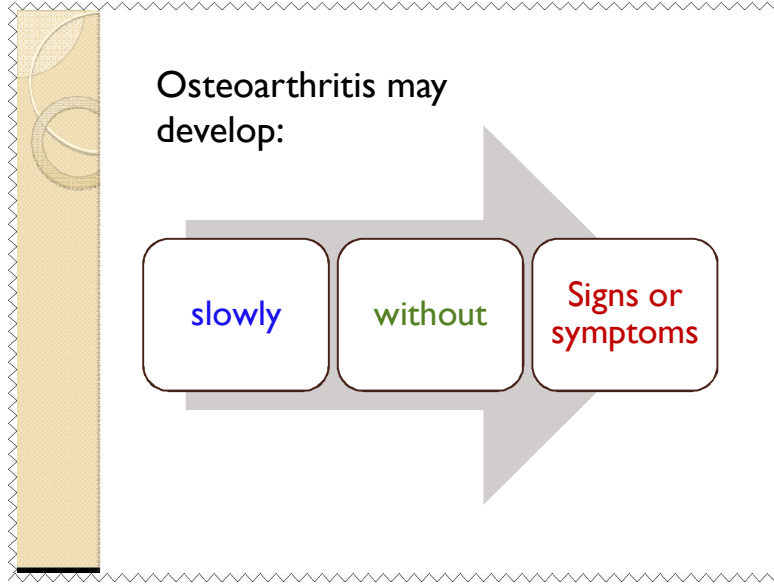 Osteoarthritis may
develop:
slowly
without
Signs or
symptoms